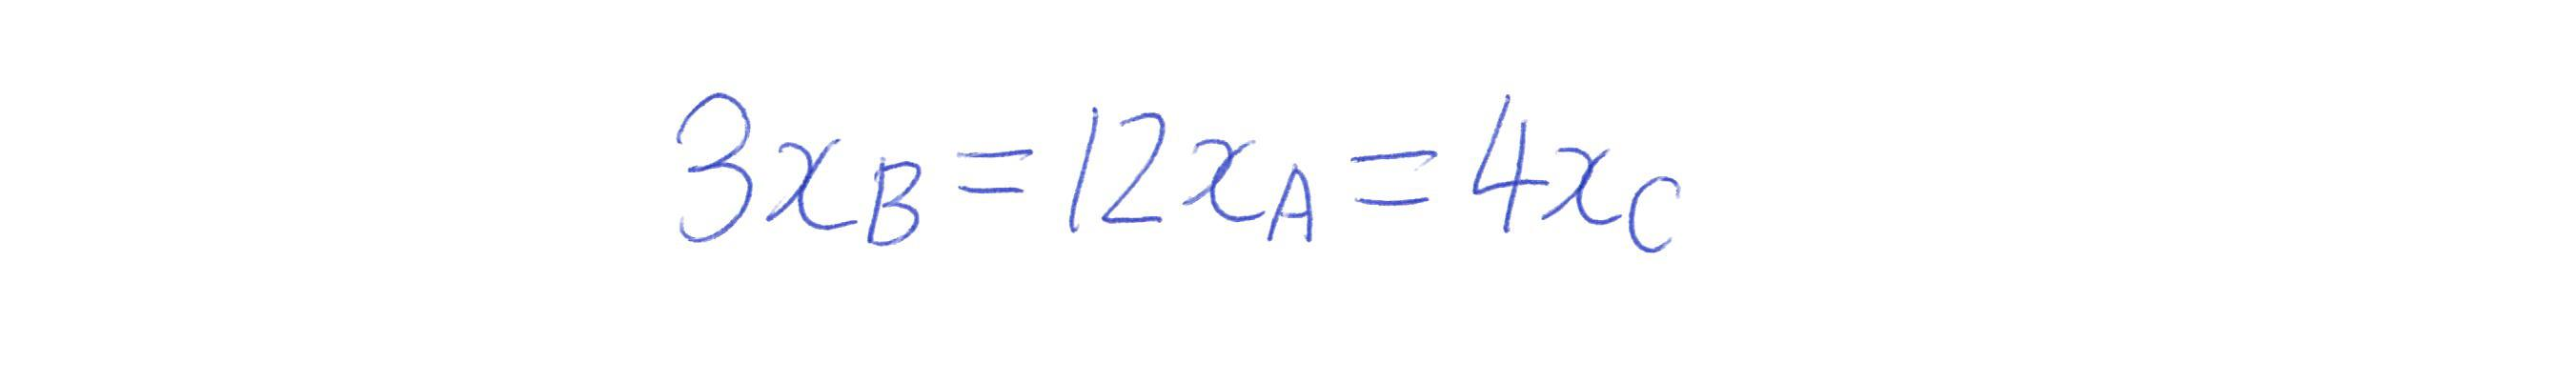 3x_B = 12x_A = 4x_C